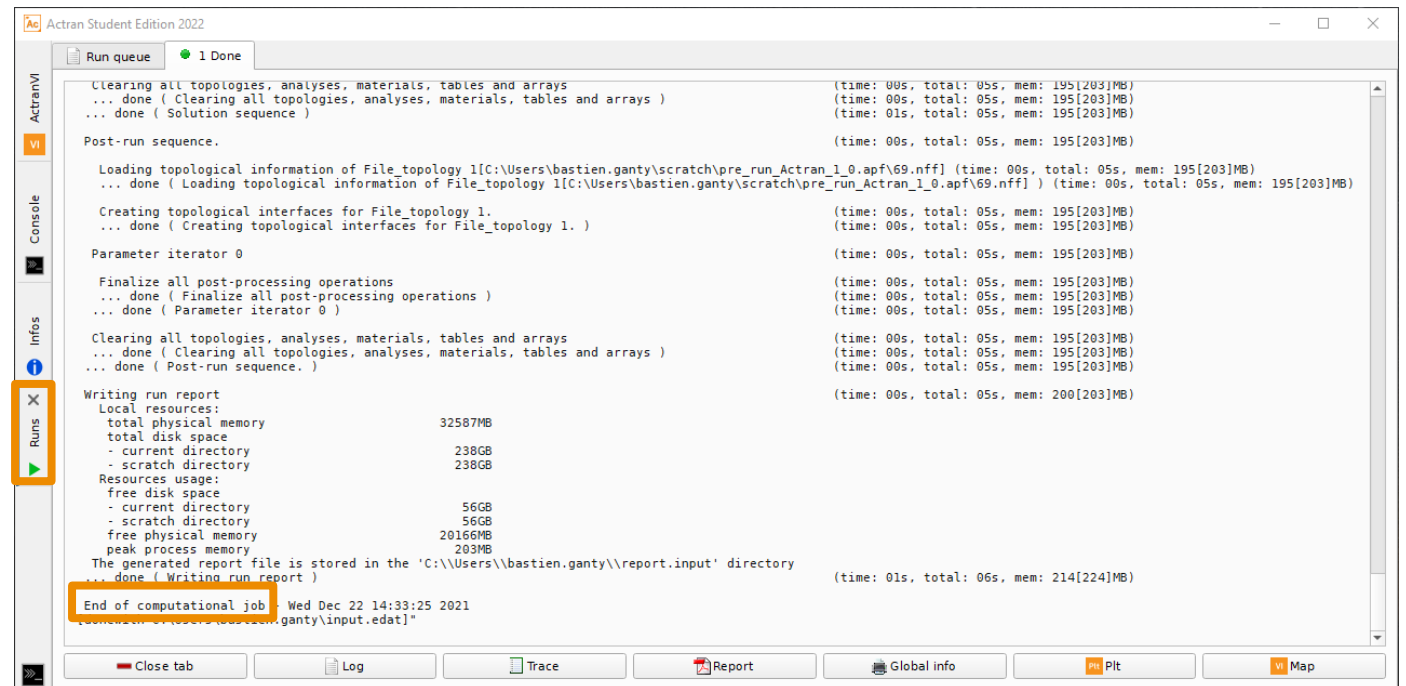 Ac Actran Student Edition 2022
Run queue 1 Done
ActranVI
VI
Console
Infos
Runs
Clearing all topologies, analyses, materials, tables and arrays (time: 00s, total: 05s, mem: 195[203]MB)
... done ( Clearing all topologies, analyses, materials, tables and arrays ) (time: 00s, total: 05s, mem: 195[203]MB)
... done ( Solution sequence ) (time: 01s, total: 05s, mem: 195[203]MB)
Post-run sequence. (time: 00s, total: 05s, mem: 195[203]MB)
Loading topological information of File_topology 1[C:\Users\bastien.ganty\scratch\pre_run_Actran_1_0.apf\69.nff] (time: 00s, total: 05s, mem: 195[203]MB)
... done ( Loading topological information of File_topology 1[C:\Users\bastien.ganty\scratch\pre_run_Actran_1_0.apf\69.nff] ) (time: 00s, total: 05s, mem: 195[203]MB)
Creating topological interfaces for File_topology 1. (time: 00s, total: 05s, mem: 195[203]MB)
... done ( Creating topological interfaces for File_topology 1. ) (time: 00s, total: 05s, mem: 195[203]MB)
Parameter iterator 0 (time: 00s, total: 05s, mem: 195[203]MB)
Finalize all post-processing operations (time: 00s, total: 05s, mem: 195[203]MB)
... done ( Finalize all post-processing operations ) (time: 00s, total: 05s, mem: 195[203]MB)
... done ( Parameter iterator 0 ) (time: 00s, total: 05s, mem: 195[203]MB)
Clearing all topologies, analyses, materials, tables and arrays (time: 00s, total: 05s, mem: 195[203]MB)
... done ( Clearing all topologies, analyses, materials, tables and arrays ) (time: 00s, total: 05s, mem: 195[203]MB)
... done ( Post-run sequence. ) (time: 00s, total: 05s, mem: 195[203]MB)
Writing run report (time: 00s, total: 05s, mem: 200[203]MB)
Local resources:
total physical memory 32587MB
total disk space
- current directory 238GB
- scratch directory 238GB
Resources usage:
free disk space
- current directory 56GB
- scratch directory 56GB
free physical memory 20166MB
peak process memory 203MB
The generated report file is stored in the 'C:\\Users\\bastien.ganty\\report.input' directory
... done ( Writing run report ) (time: 01s, total: 06s, mem: 214[224]MB)
End of computational job - Wed Dec 22 14:33:25 2021
bastien.ganty\input.edat]"
Close tab Log Trace Report Global info Plt Plt VI Map